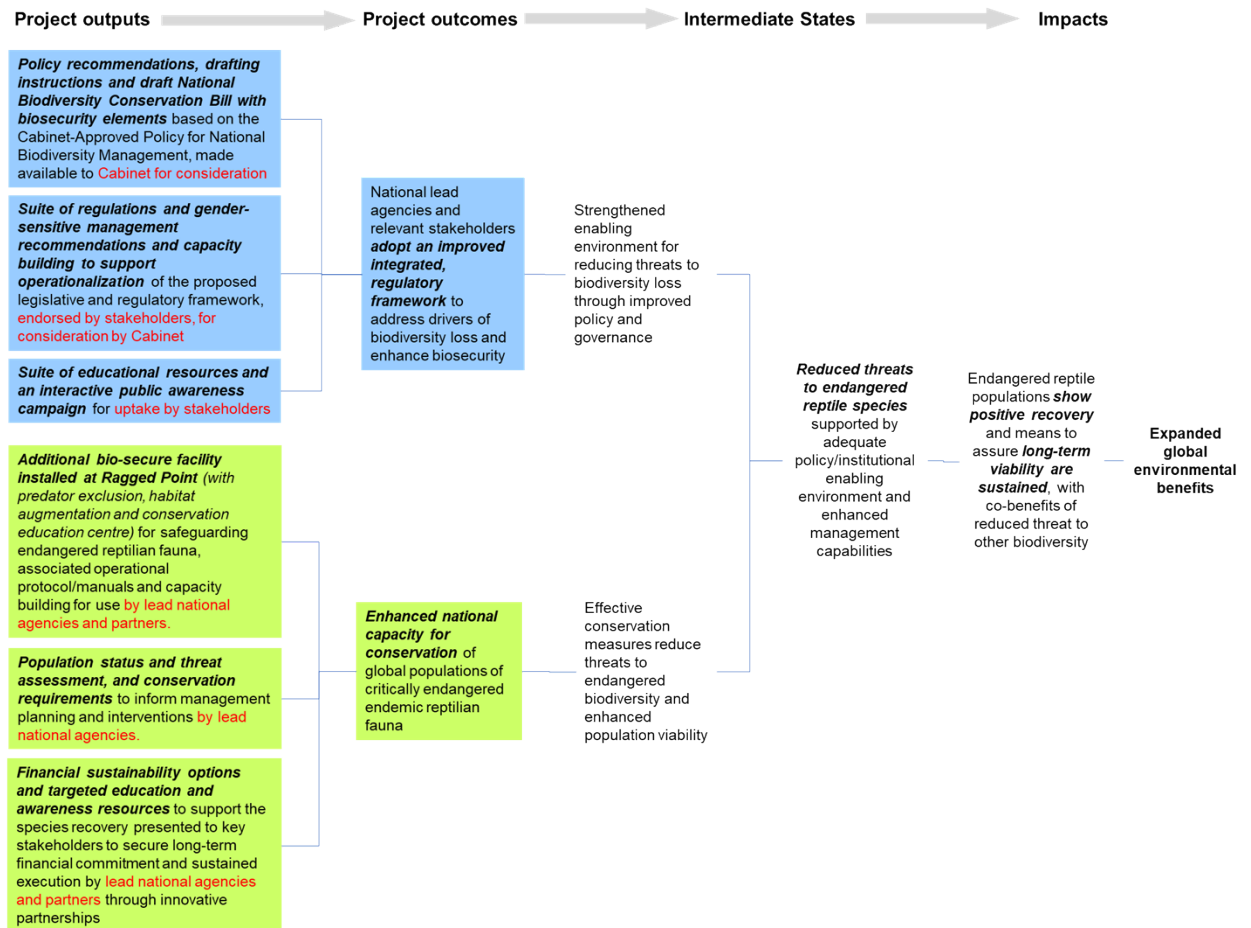 Project outputs
Project outcomes
Intermediate States
Impacts
Policy recommendations, drafting
instructions and draft National
Biodiversity Conservation Bill with
biosecurity elements based on the
Cabinet-Approved Policy for National
Biodiversity Management, made
available to Cabinet for consideration
Suite of regulations and gender-
sensitive management
recommendations and capacity
building to support
operationalization of the proposed
legislative and regulatory framework,
endorsed by stakeholders, for
consideration by Cabinet
Suite of educational resources and
an interactive public awareness
campaign for uptake by stakeholders
Additional bio-secure facility
installed at Ragged Point (with
predator exclusion, habitat
augmentation and conservation
education centre) for safeguarding
endangered reptilian fauna,
associated operational
protocol/manuals and capacity
building for use by lead national
agencies and partners.
Population status and threat
assessment, and conservation
requirements to inform management
planning and interventions by lead
national agencies.
Financial sustainability options
and targeted education and
awareness resources to support the
species recovery presented to key
stakeholders to secure long-term
financial commitment and sustained
execution by lead national agencies
and partners through innovative
partnerships
National lead
agencies and
relevant stakeholders
adopt an improved
integrated,
regulatory
framework to
address drivers of
biodiversity loss and
enhance biosecurity
Enhanced national
capacity for
conservation of
global populations of
critically endangered
endemic reptilian
fauna
Strengthened
enabling
environment for
reducing threats to
biodiversity loss
through improved
policy and
governance
Effective
conservation
measures reduce
threats to
endangered
biodiversity and
enhanced
population viability
Reduced threats
to endangered
reptile species
supported by
adequate
policy/institutional
enabling
environment and
enhanced
management
capabilities
Endangered reptile
populations show
positive recovery
and means to
assure long-term
viability are
sustained, with
co-benefits of
reduced threat to
other biodiversity
Expanded
global
environmental
benefits